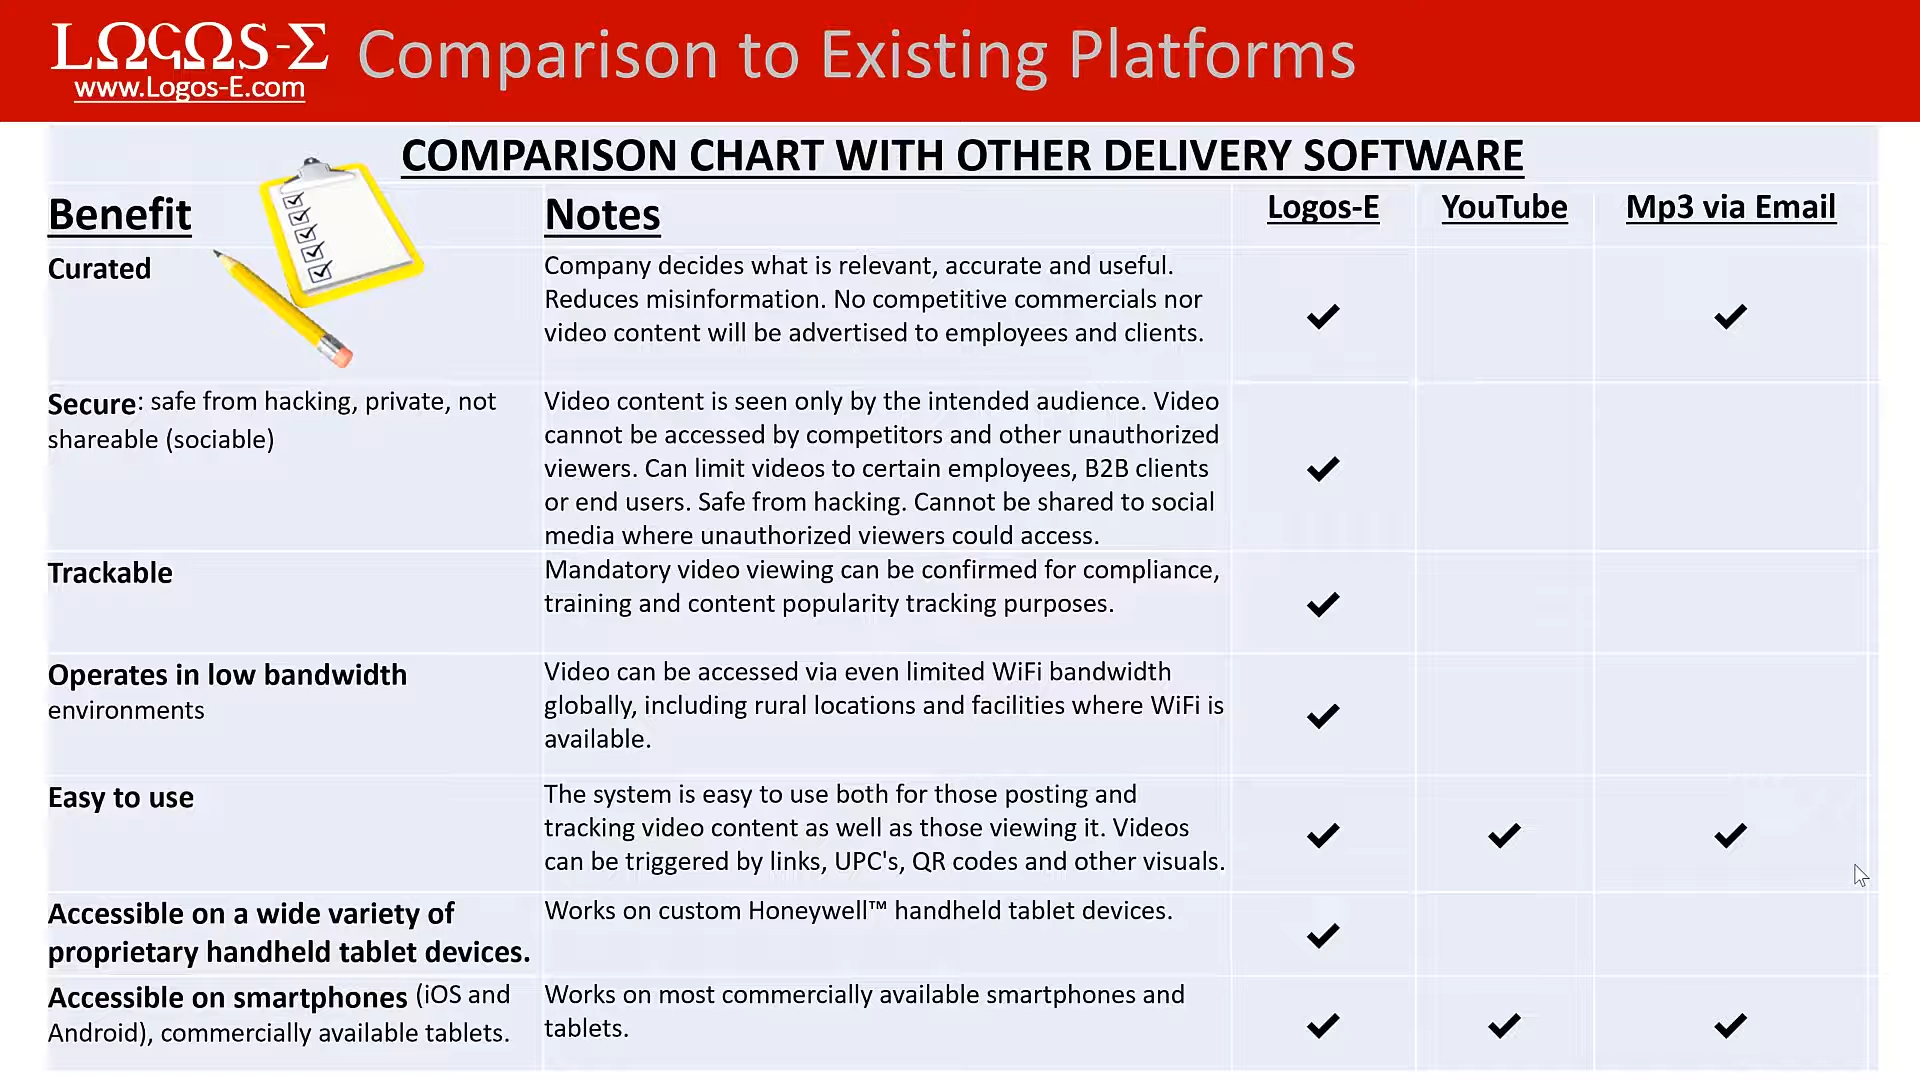 LΩGΩS-Σ Comparison to Existing Platforms
www.Logos-E.com
COMPARISON CHART WITH OTHER DELIVERY SOFTWARE
Benefit Notes Logos-E YouTube Mp3 via Email
Curated
Company decides what is relevant, accurate and useful.
Reduces misinformation. No competitive commercials nor
video content will be advertised to employees and clients.
✔ ✔
Secure: safe from hacking, private, not
shareable (sociable)
Video content is seen only by the intended audience. Video
cannot be accessed by competitors and other unauthorized
viewers. Can limit videos to certain employees, B2B clients
or end users. Safe from hacking. Cannot be shared to social
media where unauthorized viewers could access.
✔
Trackable
Mandatory video viewing can be confirmed for compliance,
training and content popularity tracking purposes.
✔
Operates in low bandwidth
environments
Video can be accessed via even limited WiFi bandwidth
globally, including rural locations and facilities where WiFi is
available.
✔
Easy to use
The system is easy to use both for those posting and
tracking video content as well as those viewing it. Videos
can be triggered by links, UPC's, QR codes and other visuals.
✔ ✔ ✔
Accessible on a wide variety of
proprietary handheld tablet devices.
Works on custom Honeywell™ handheld tablet devices.
✔
Accessible on smartphones (iOS and
Android), commercially available tablets.
Works on most commercially available smartphones and
tablets.
✔ ✔ ✔